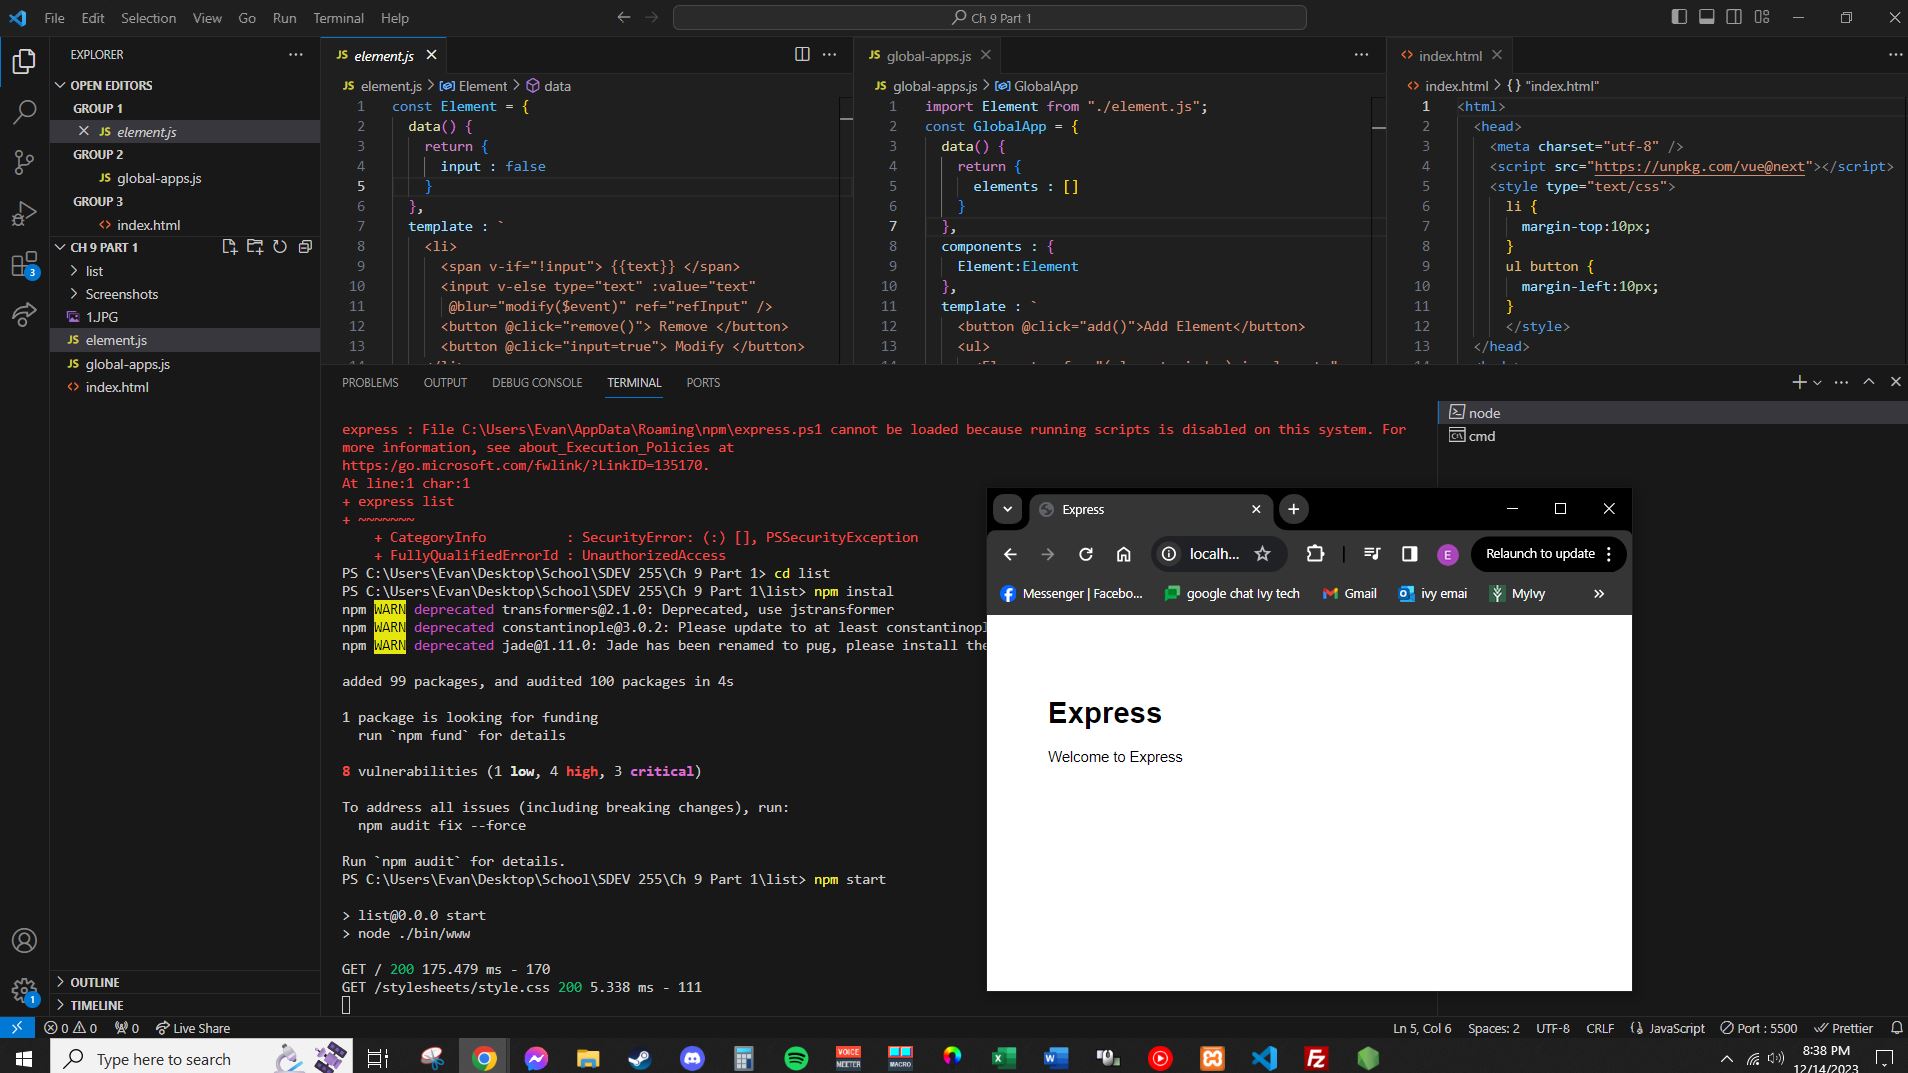 File Edit Selection View Go Run Terminal Help
Ch 9 Part 1
EXPLORER
OPEN EDITORS
GROUP 1
JS element.js
GROUP 2
JS global-apps.js
GROUP 3
<> index.html
CH 9 PART 1
list
Screenshots
1.JPG
JS element.js
JS global-apps.js
<> index.html
OUTLINE
TIMELINE
JS element.js
JS element.js > Element > data
1 const Element = {
2 data() {
3 return {
4 input : false
5 }
6 },
7 template : `
8 <li>
9 <span v-if="!input"> {{text}} </span>
10 <input v-else type="text" :value="text"
11 @blur="modify($event)" ref="refInput" />
12 <button @click="remove()"> Remove </button>
13 <button @click="input=true"> Modify </button>
JS global-apps.js
JS global-apps.js > GlobalApp
1 import Element from "./element.js";
2 const GlobalApp = {
3 data() {
4 return {
5 elements : []
6 }
7 },
8 components : {
9 Element:Element
10 },
11 template : `
12 <button @click="add()">Add Element</button>
13 <ul>
<> index.html
<> index.html > {} "index.html"
1 <html>
2 <head>
3 <meta charset="utf-8" />
4 <script src="https://unpkg.com/vue@next"></script>
5 <style type="text/css">
6 li {
7 margin-top:10px;
8 }
9 ul button {
10 margin-left:10px;
11 }
12 </style>
13 </head>
PROBLEMS OUTPUT DEBUG CONSOLE TERMINAL PORTS
node
cmd
express : File C:\Users\Evan\AppData\Roaming\npm\express.ps1 cannot be loaded because running scripts is disabled on this system. For
more information, see about_Execution_Policies at
https:/go.microsoft.com/fwlink/?LinkID=135170.
At line:1 char:1
+ express list
+ ~~~~~~~
+ CategoryInfo : SecurityError: (:) [], PSSecurityException
+ FullyQualifiedErrorId : UnauthorizedAccess
PS C:\Users\Evan\Desktop\School\SDEV 255\Ch 9 Part 1> cd list
PS C:\Users\Evan\Desktop\School\SDEV 255\Ch 9 Part 1\list> npm instal
npm WARN deprecated transformers@2.1.0: Deprecated, use jstransformer
npm WARN deprecated constantinople@3.0.2: Please update to at least constantinopl
npm WARN deprecated jade@1.11.0: Jade has been renamed to pug, please install the
added 99 packages, and audited 100 packages in 4s
1 package is looking for funding
run `npm fund` for details
8 vulnerabilities (1 low, 4 high, 3 critical)
To address all issues (including breaking changes), run:
npm audit fix --force
Run `npm audit` for details.
PS C:\Users\Evan\Desktop\School\SDEV 255\Ch 9 Part 1\list> npm start
> list@0.0.0 start
> node ./bin/www
GET / 200 175.479 ms - 170
GET /stylesheets/style.css 200 5.338 ms - 111
Express
localh...
E
Relaunch to update
Messenger | Facebo...
google chat Ivy tech
Gmail
ivy emai
MyIvy
Express
Welcome to Express
3
1
0 0 0 Live Share
Ln 5, Col 6 Spaces: 2 UTF-8 CRLF {} JavaScript Port : 5500 Prettier
Type here to search
VOICE MEETER
MACRO
8:38 PM
12/14/2023